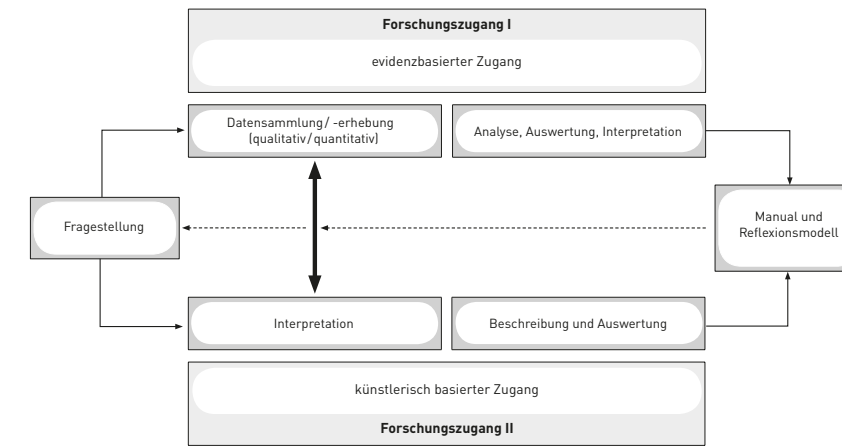 Forschungszugang I
evidenzbasierter Zugang
Datensammlung/ -erhebung
(qualitativ/quantitativ)
Analyse, Auswertung, Interpretation
Fragestellung
Manual und
Reflexionsmodell
Interpretation
Beschreibung und Auswertung
künstlerisch basierter Zugang
Forschungszugang II